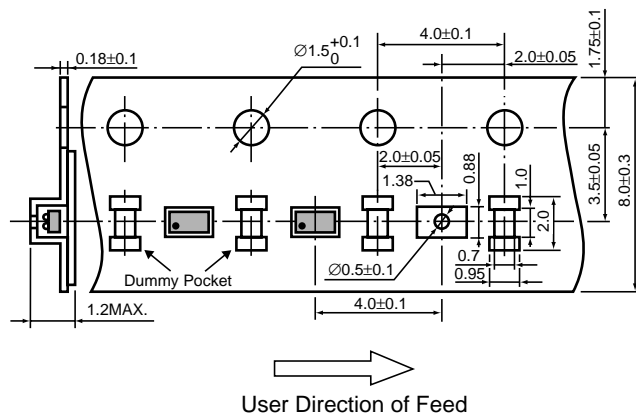 4.0±0.1
1.75±0.1
Ø1.5 +0.1 0
0.18±0.1
2.0±0.05
2.0±0.05
0.88
1.0
1.38
2.0
3.5±0.05
8.0±0.3
Dummy Pocket
Ø0.5±0.1
0.7
0.95
1.2MAX.
4.0±0.1
User Direction of Feed